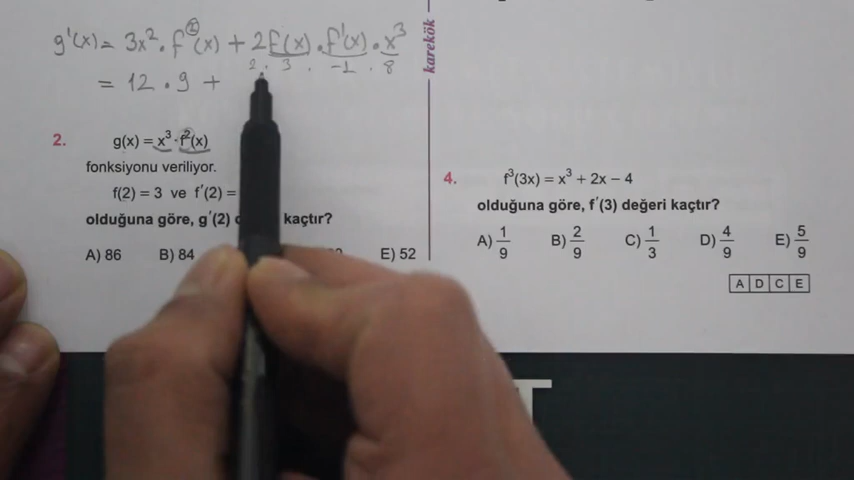 g'(x) = 3x² . f²(x) + 2f(x) . f'(x) . x³
2 . 3 . -1 . 8
= 12 . 9 +
2. g(x) = x³ · f²(x)
fonksiyonu veriliyor.
f(2) = 3 ve f'(2) =
olduğuna göre, g'(2) kaçtır?
A) 86 B) 84 E) 52
karekök
4. f³(3x) = x³ + 2x – 4
olduğuna göre, f'(3) değeri kaçtır?
A) 1/9 B) 2/9 C) 1/3 D) 4/9 E) 5/9
A D C E